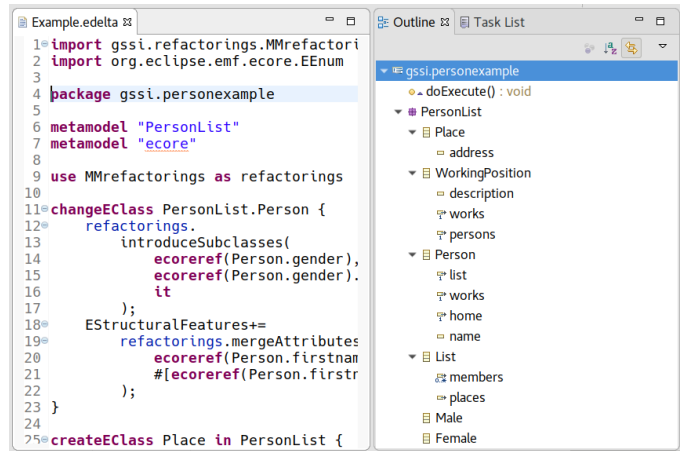 Example.edelta
1 import gssi.refactorings.MMrefactori
2 import org.eclipse.emf.ecore.EEnum
3
4 package gssi.personexample
5
6 metamodel "PersonList"
7 metamodel "ecore"
8
9 use MMrefactorings as refactorings
10
11 changeEClass PersonList.Person {
12 refactorings.
13 introduceSubclasses(
14 ecoreref(Person.gender),
15 ecoreref(Person.gender).
16 it
17 );
18 EStructuralFeatures+=
19 refactorings.mergeAttributes
20 ecoreref(Person.firstnam
21 #[ecoreref(Person.firstr
22 );
23 }
24
25 createEClass Place in PersonList {
Outline Task List
gssi.personexample
doExecute() : void
PersonList
Place
address
WorkingPosition
description
works
persons
Person
list
works
home
name
List
members
places
Male
Female